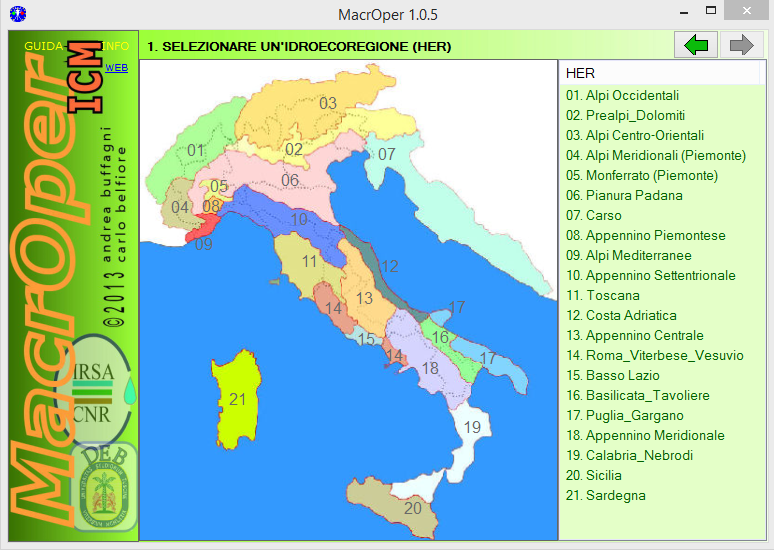 MacrOper 1.0.5
GUIDA
INFO
WEB
MacrOper
ICM
©2013 andrea buffagni
carlo belfiore
IRSA
CNR
DEB
1. SELEZIONARE UN'IDROECOREGIONE (HER)
03
01
02
07
06
05
04
08
10
09
11
12
13
14
17
15
16
14
17
18
21
19
20
HER
01. Alpi Occidentali
02. Prealpi_Dolomiti
03. Alpi Centro-Orientali
04. Alpi Meridionali (Piemonte)
05. Monferrato (Piemonte)
06. Pianura Padana
07. Carso
08. Appennino Piemontese
09. Alpi Mediterranee
10. Appennino Settentrionale
11. Toscana
12. Costa Adriatica
13. Appennino Centrale
14. Roma_Viterbese_Vesuvio
15. Basso Lazio
16. Basilicata_Tavoliere
17. Puglia_Gargano
18. Appennino Meridionale
19. Calabria_Nebrodi
20. Sicilia
21. Sardegna